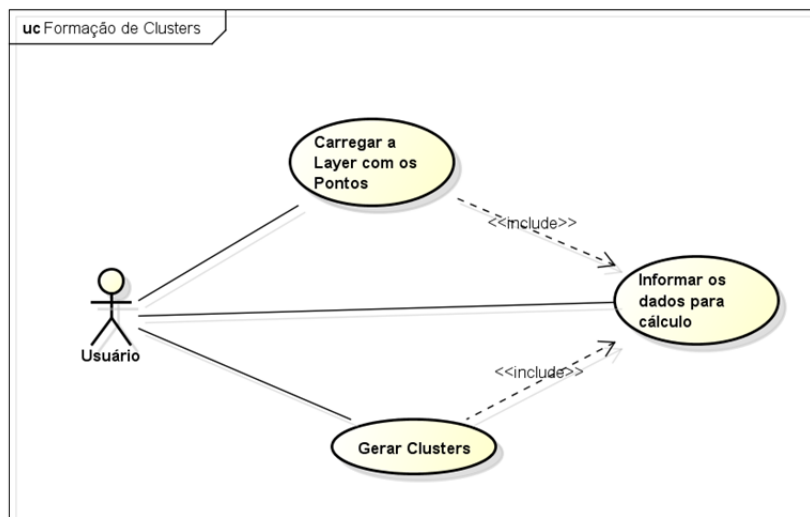 uc Formação de Clusters
Carregar a
Layer com os
Pontos
<<include>>
Informar os
dados para
cálculo
Usuário
<<include>>
Gerar Clusters